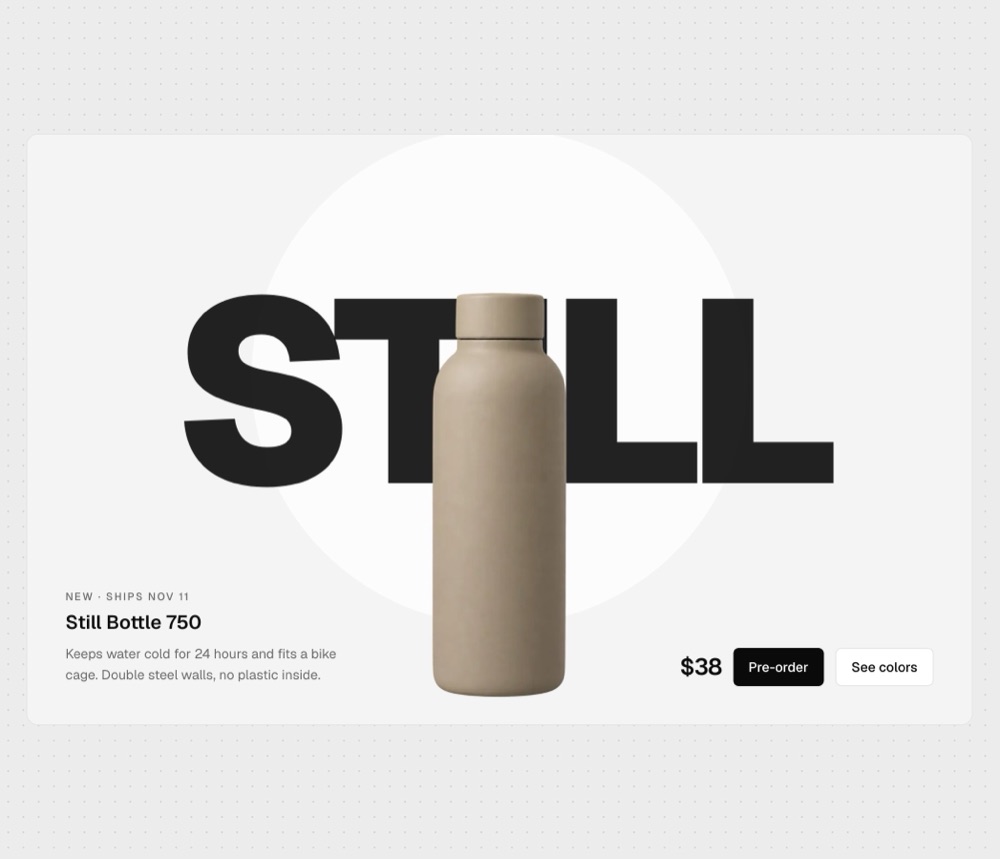 STILL
NEW · SHIPS NOV 11
Still Bottle 750
Keeps water cold for 24 hours and fits a bike
cage. Double steel walls, no plastic inside.
$38
Pre-order
See colors